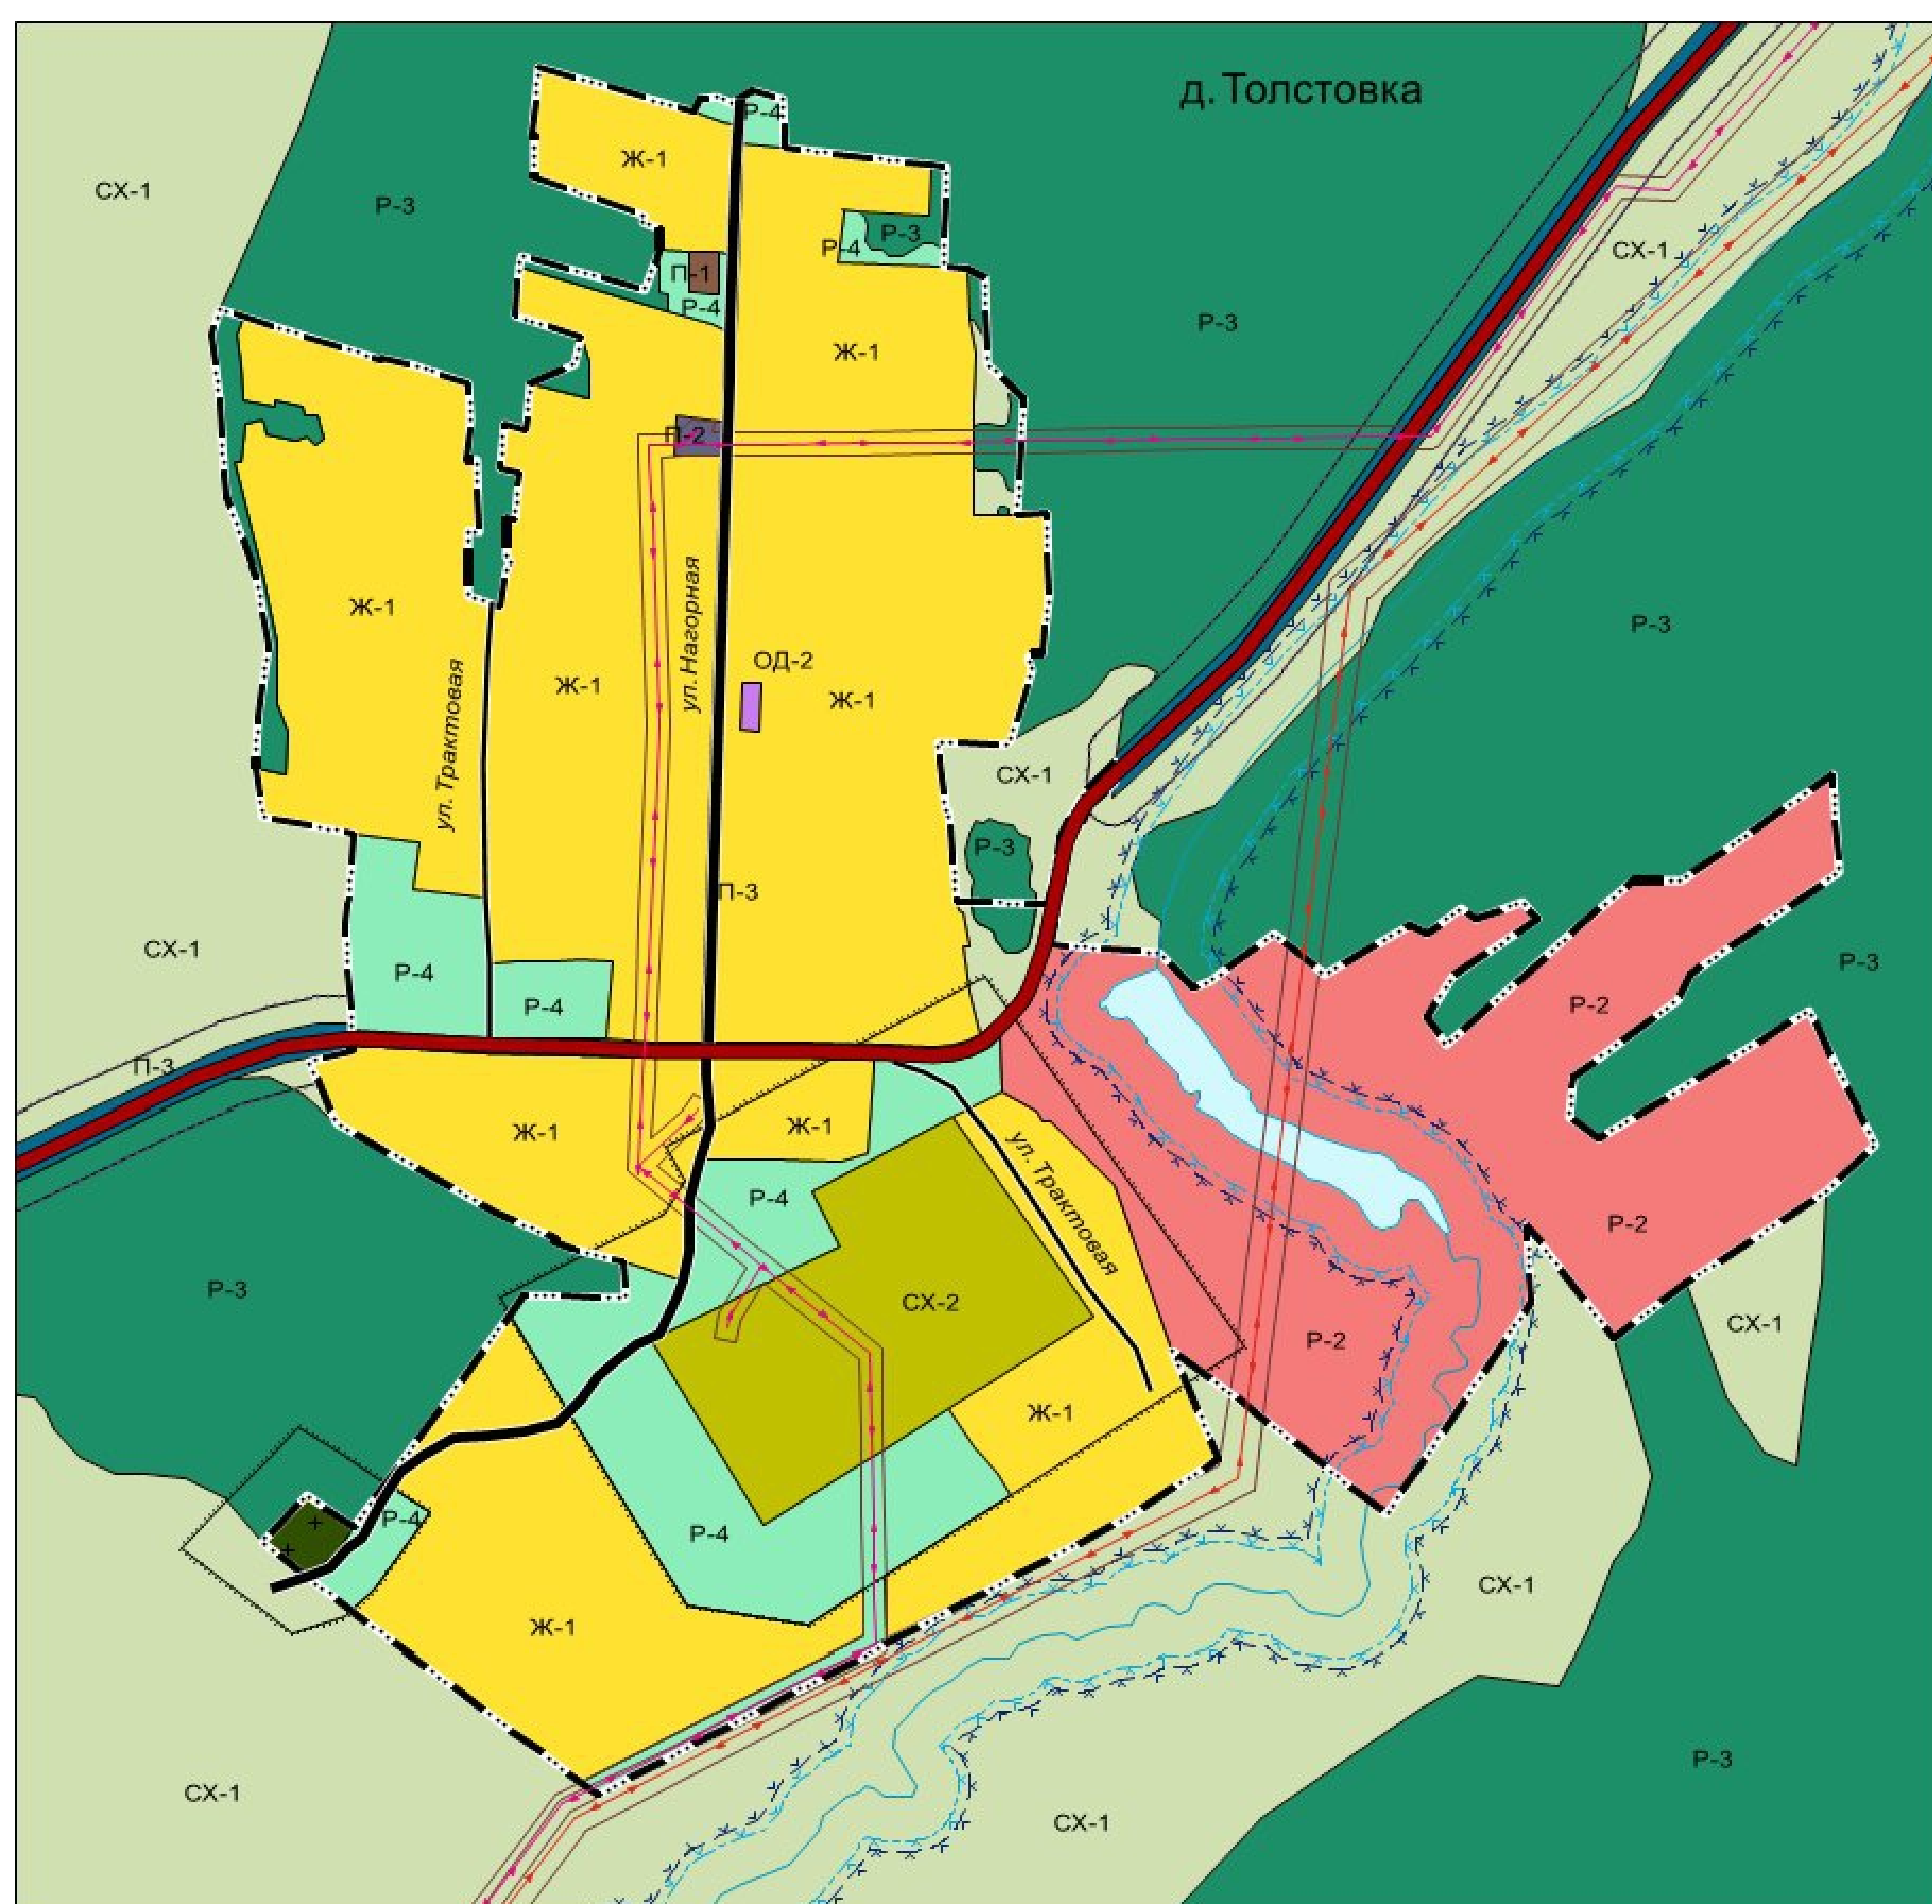 д. Толстовка
Р-4
Ж-1
СХ-1
Р-3
Р-3
Р-4
СХ-1
П-1
Р-4
Р-3
Ж-1
П-2
Ж-1
ул. Нагорная
Р-3
ОД-2
Ж-1
Ж-1
ул. Трактовая
СХ-1
Р-3
П-3
СХ-1
Р-3
Р-4
Р-4
Р-2
П-3
Ж-1
Ж-1
ул. Трактовая
Р-4
Р-2
Р-3
СХ-2
СХ-1
Р-2
Ж-1
Р-4
Р-4
СХ-1
Ж-1
Р-3
СХ-1
СХ-1